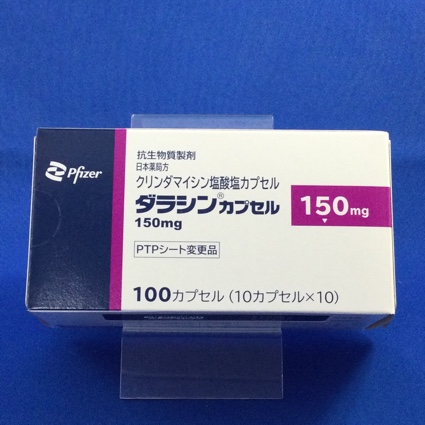 Pfizer
抗生物質製剤
日本薬局方
クリンダマイシン塩酸塩カプセル
ダラシン®カプセル
150mg
150mg
PTPシート変更品
100カプセル (10カプセル×10)